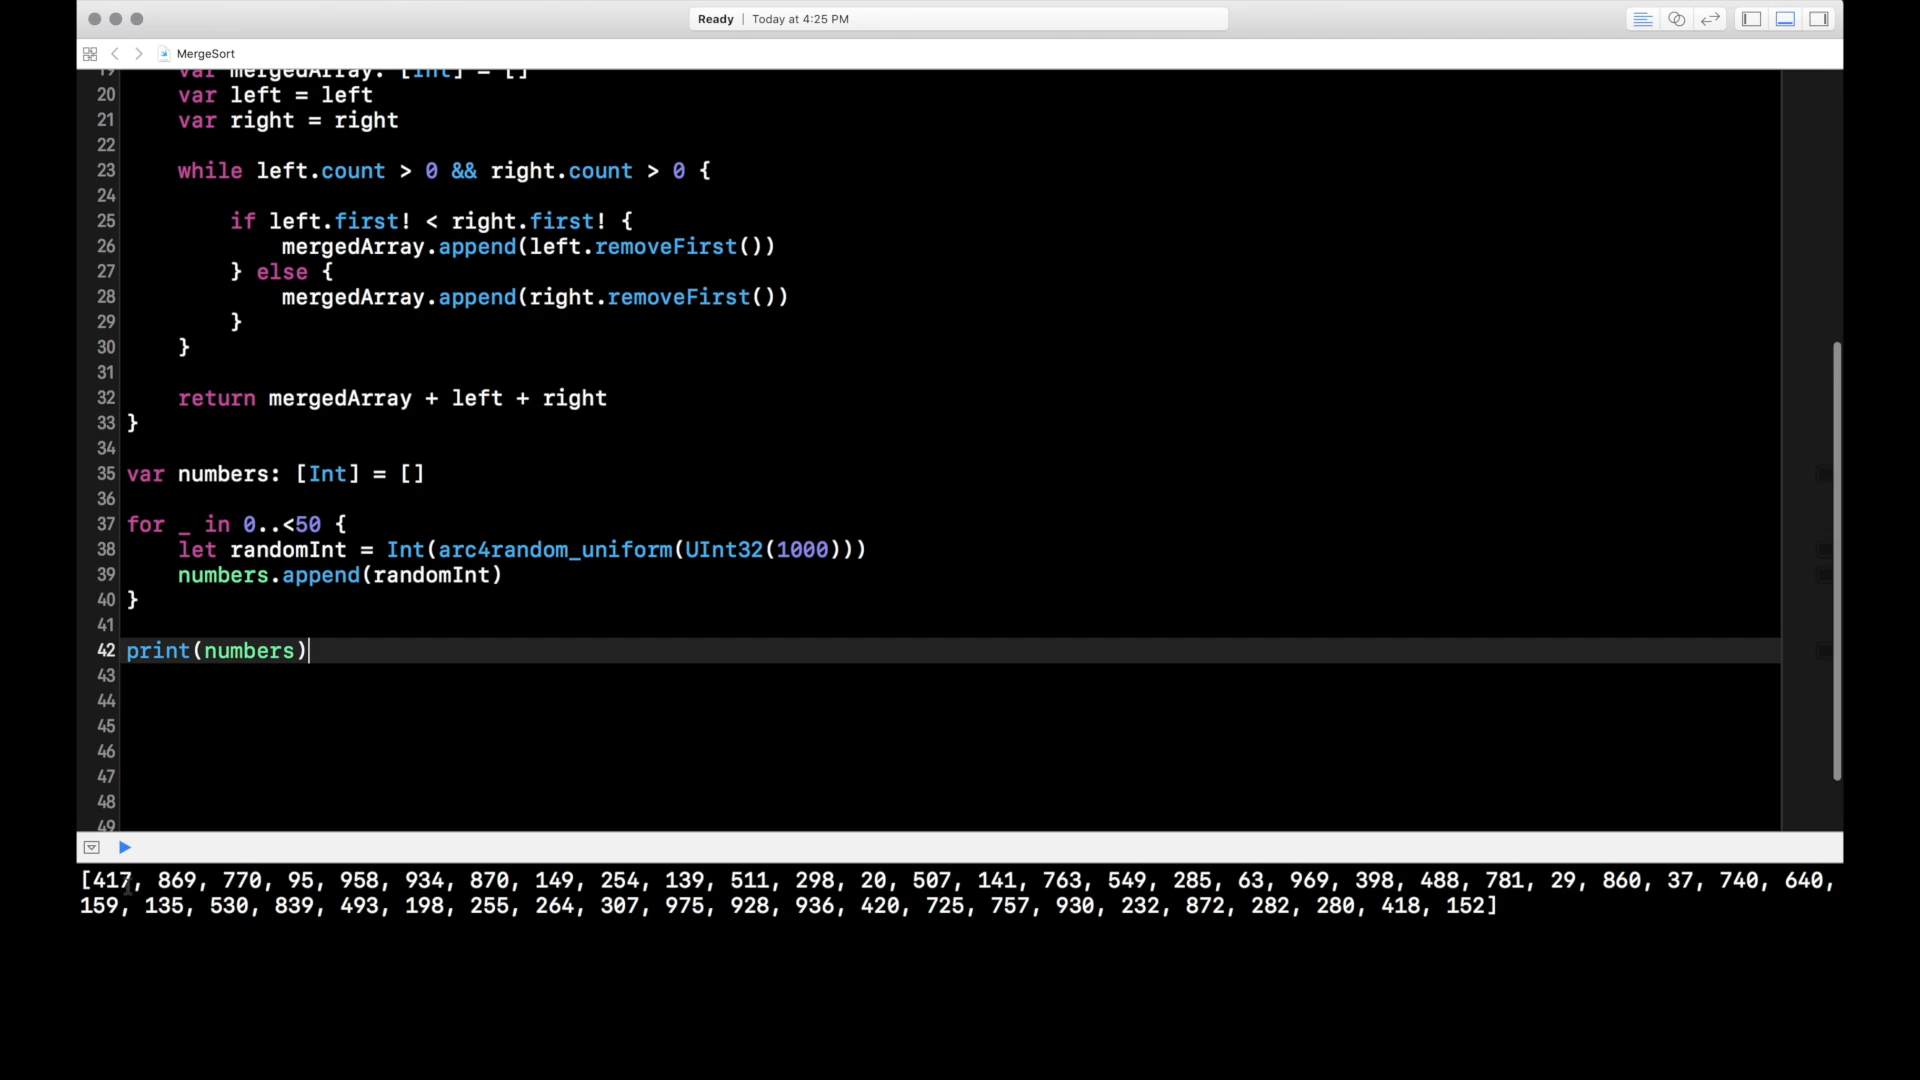 Ready | Today at 4:25 PM
MergeSort
19 var mergedArray: [Int] = []
20 var left = left
21 var right = right
22
23 while left.count > 0 && right.count > 0 {
24
25 if left.first! < right.first! {
26 mergedArray.append(left.removeFirst())
27 } else {
28 mergedArray.append(right.removeFirst())
29 }
30 }
31
32 return mergedArray + left + right
33 }
34
35 var numbers: [Int] = []
36
37 for _ in 0..<50 {
38 let randomInt = Int(arc4random_uniform(UInt32(1000)))
39 numbers.append(randomInt)
40 }
41
42 print(numbers)
43
44
45
46
47
48
49
[417, 869, 770, 95, 958, 934, 870, 149, 254, 139, 511, 298, 20, 507, 141, 763, 549, 285, 63, 969, 398, 488, 781, 29, 860, 37, 740, 640,
159, 135, 530, 839, 493, 198, 255, 264, 307, 975, 928, 936, 420, 725, 757, 930, 232, 872, 282, 280, 418, 152]